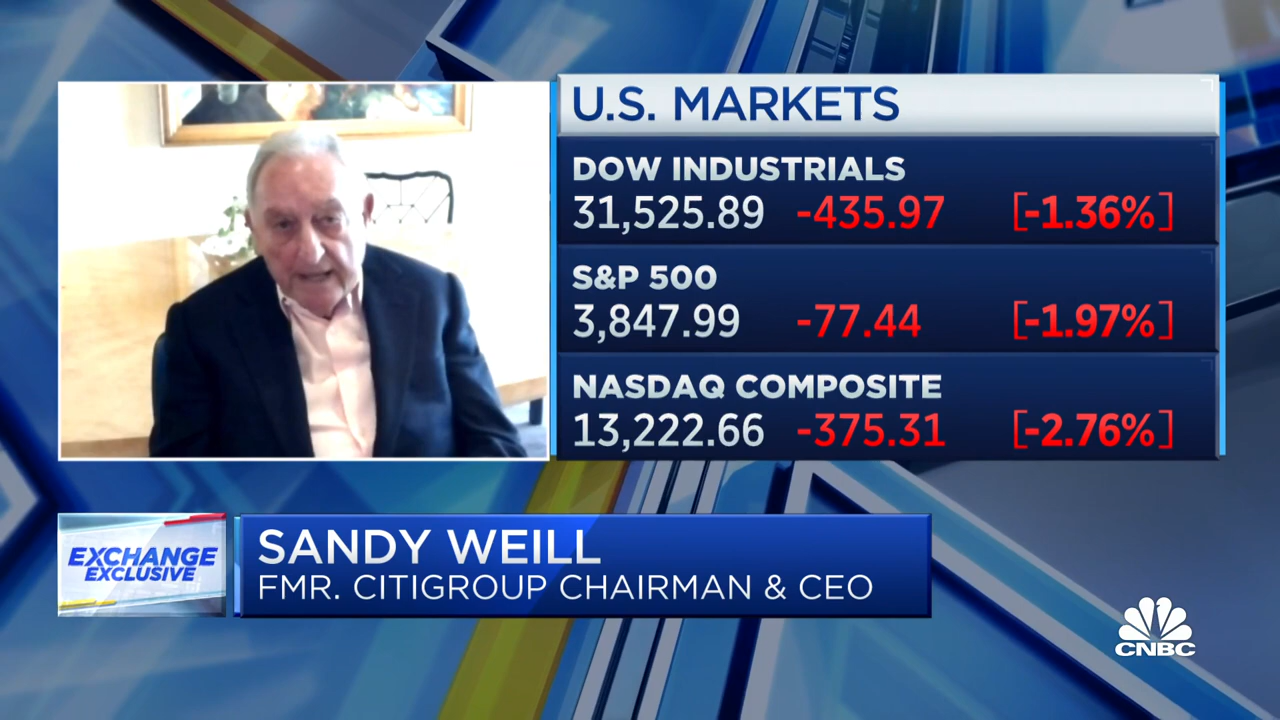 U.S. MARKETS
DOW INDUSTRIALS
31,525.89 -435.97 [-1.36%]
S&P 500
3,847.99 -77.44 [-1.97%]
NASDAQ COMPOSITE
13,222.66 -375.31 [-2.76%]
EXCHANGE
EXCLUSIVE
SANDY WEILL
FMR. CITIGROUP CHAIRMAN & CEO
CNBC